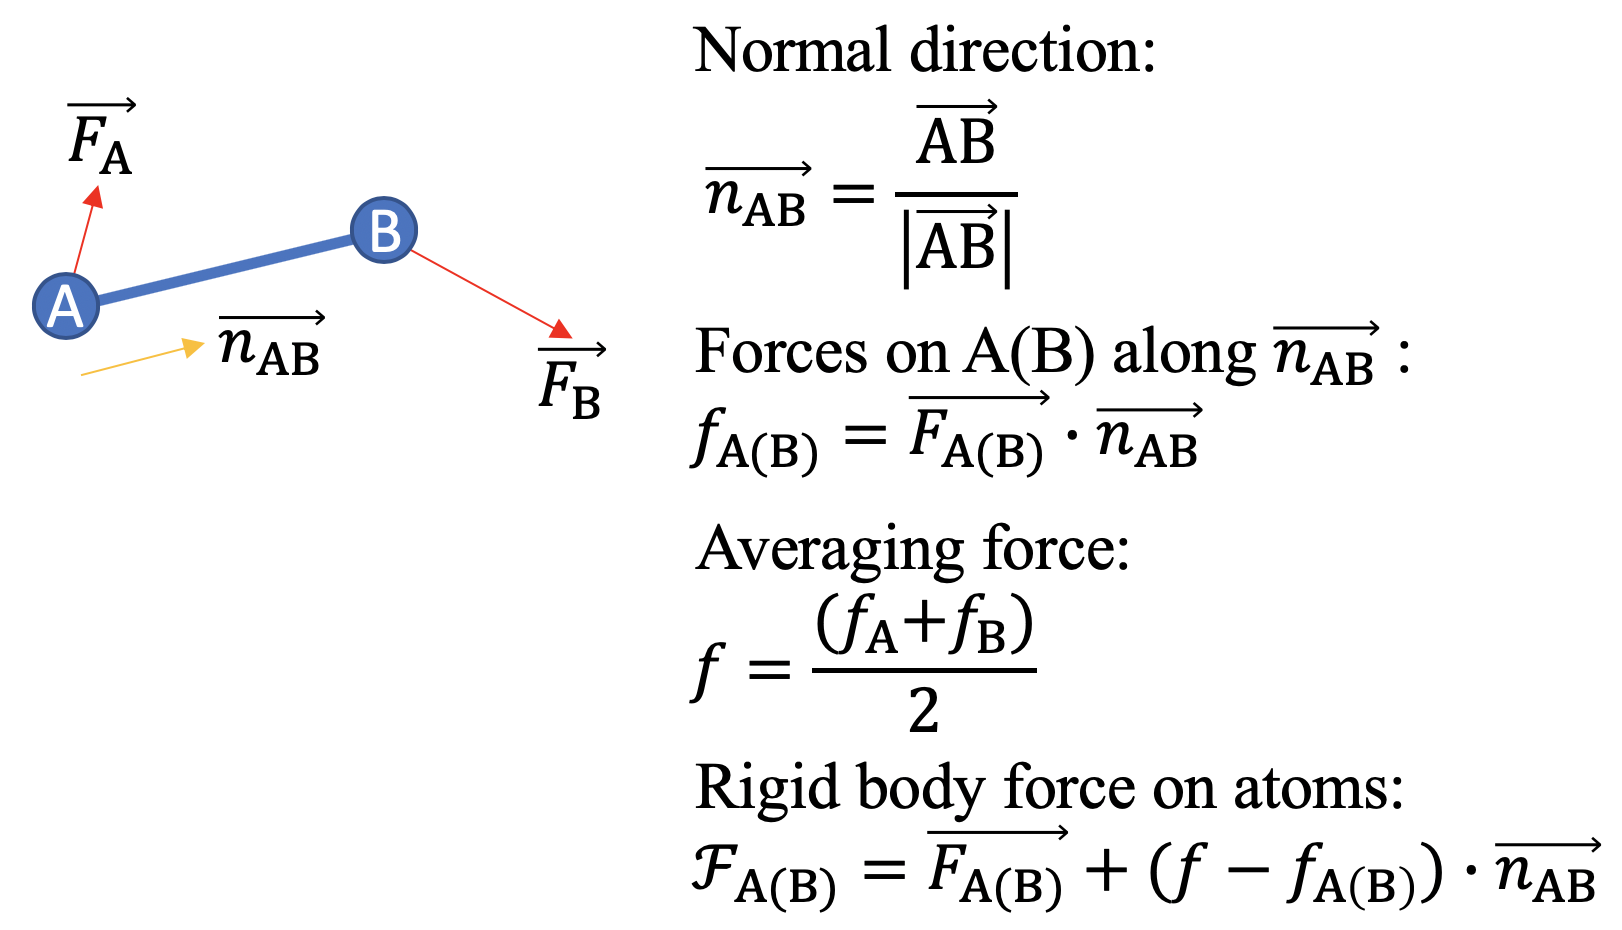 Normal direction:
$\overrightarrow{n_{\mathrm{AB}}} = \frac{\overrightarrow{\mathrm{AB}}}{|\overrightarrow{\mathrm{AB}}|}$
Forces on A(B) along $\overrightarrow{n_{\mathrm{AB}}}$ :
$f_{\mathrm{A(B)}} = \overrightarrow{F_{\mathrm{A(B)}}} \cdot \overrightarrow{n_{\mathrm{AB}}}$
Averaging force:
$f = \frac{(f_{\mathrm{A}}+f_{\mathrm{B}})}{2}$
Rigid body force on atoms:
$\mathcal{F}_{\mathrm{A(B)}} = \overrightarrow{F_{\mathrm{A(B)}}} + (f - f_{\mathrm{A(B)}}) \cdot \overrightarrow{n_{\mathrm{AB}}}$
$\overrightarrow{F_{\mathrm{A}}}$
B
A
$\overrightarrow{n_{\mathrm{AB}}}$
$\overrightarrow{F_{\mathrm{B}}}$